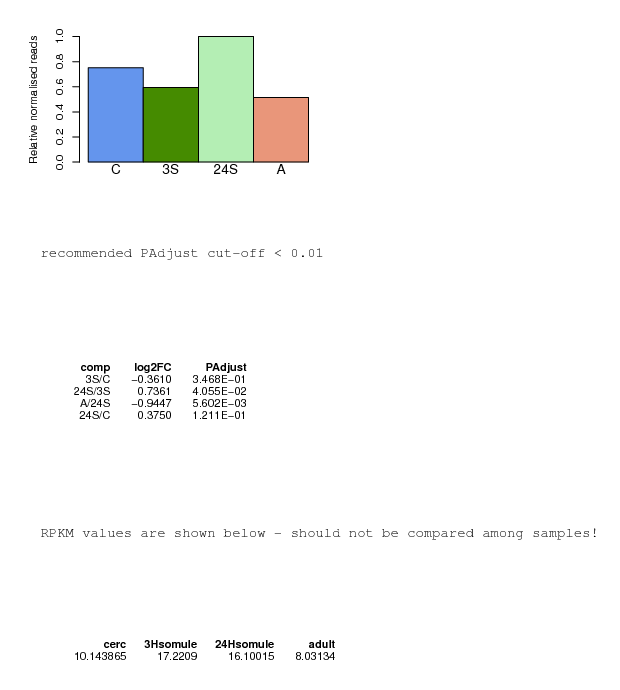 Relative normalised reads
1.0
0.8
0.6
0.4
0.2
0.0
C 3S 24S A
recommended PAdjust cut-off < 0.01
comp log2FC PAdjust
3S/C −0.3610 3.468E−01
24S/3S 0.7361 4.055E−02
A/24S −0.9447 5.602E−03
24S/C 0.3750 1.211E−01
RPKM values are shown below - should not be compared among samples!
cerc 3Hsomule 24Hsomule adult
10.143865 17.2209 16.10015 8.03134